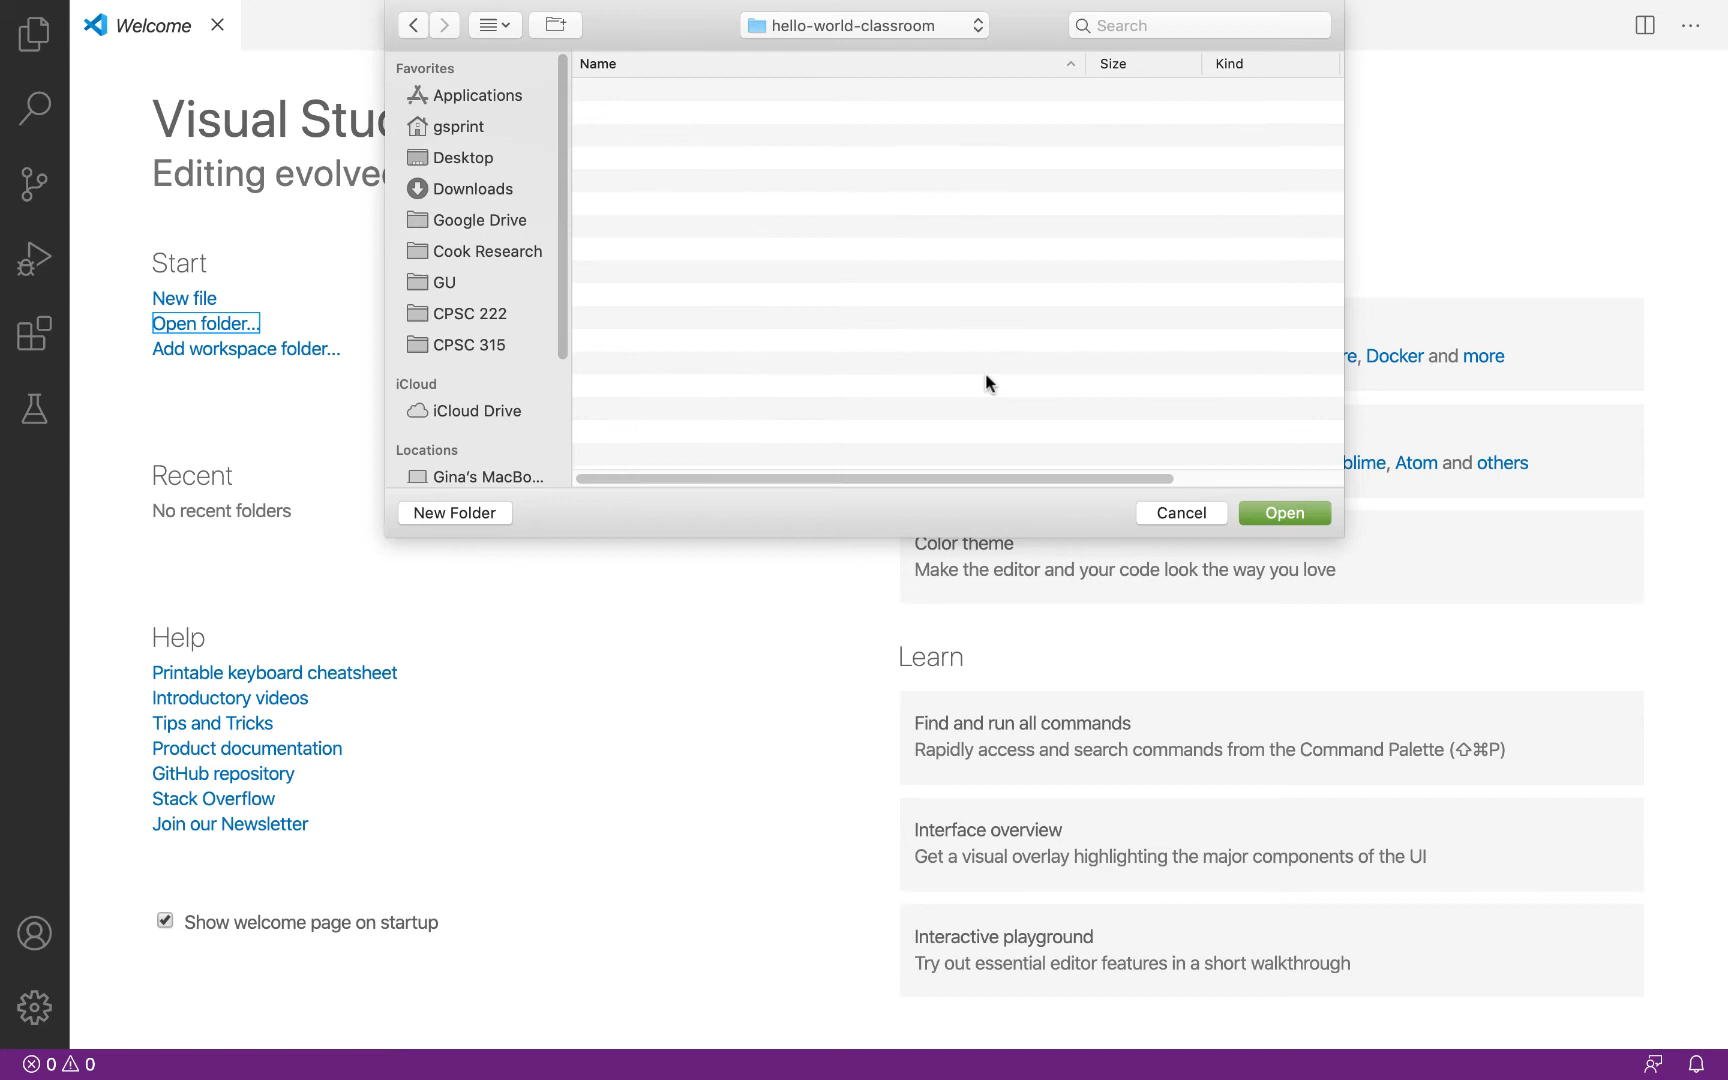 Welcome
hello-world-classroom
Search
Favorites
Applications
gsprint
Desktop
Downloads
Google Drive
Cook Research
GU
CPSC 222
CPSC 315
iCloud
iCloud Drive
Locations
Gina's MacBo...
Name
Size
Kind
New Folder
Cancel
Open
Visual Stu
Editing evolve
Start
New file
Open folder...
Add workspace folder...
Recent
No recent folders
Help
Printable keyboard cheatsheet
Introductory videos
Tips and Tricks
Product documentation
GitHub repository
Stack Overflow
Join our Newsletter
Show welcome page on startup
re, Docker and more
blime, Atom and others
Color theme
Make the editor and your code look the way you love
Learn
Find and run all commands
Rapidly access and search commands from the Command Palette (⇧⌘P)
Interface overview
Get a visual overlay highlighting the major components of the UI
Interactive playground
Try out essential editor features in a short walkthrough
0 0